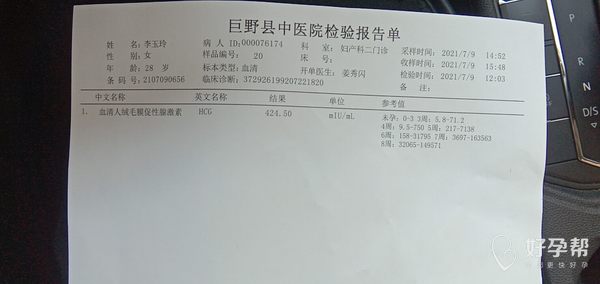 巨野县中医院检验报告单
姓 名：李玉玲 病 人 ID：000076174 科 室：妇产科二门诊 采样时间：2021/7/9 14:52
性 别：女 样品编号：20 床 号： 收样时间：2021/7/9 15:48
年 龄：28 岁 标本类型：血清 开单医生：姜秀闪 检验时间：2021/7/9 12:03
条 码 号：2107090656 临床诊断：372926199207221820 备 注：
中文名称 英文名称 结果 单位 参考值
1. 血清人绒毛膜促性腺激素 HCG 424.50 mIU/mL 未孕：0-3 3周：5.8-71.2
4周：9.5-750 5周：217-7138
6周：158-31795 7周：3697-163563
8周：32065-149571
D/S
好孕帮
更快好孕